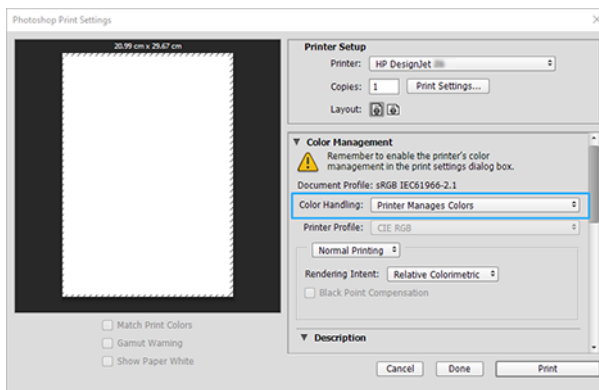 Photoshop Print Settings
20.99 cm x 29.67 cm
Match Print Colors
Gamut Warning
Show Paper White
Printer Setup
Printer: HP DesignJet
Copies: 1 Print Settings...
Layout:
Color Management
Remember to enable the printer's color
management in the print settings dialog box.
Document Profile: sRGB IEC61966-2.1
Color Handling: Printer Manages Colors
Printer Profile: CIE RGB
Normal Printing
Rendering Intent: Relative Colorimetric
Black Point Compensation
Description
Cancel Done Print